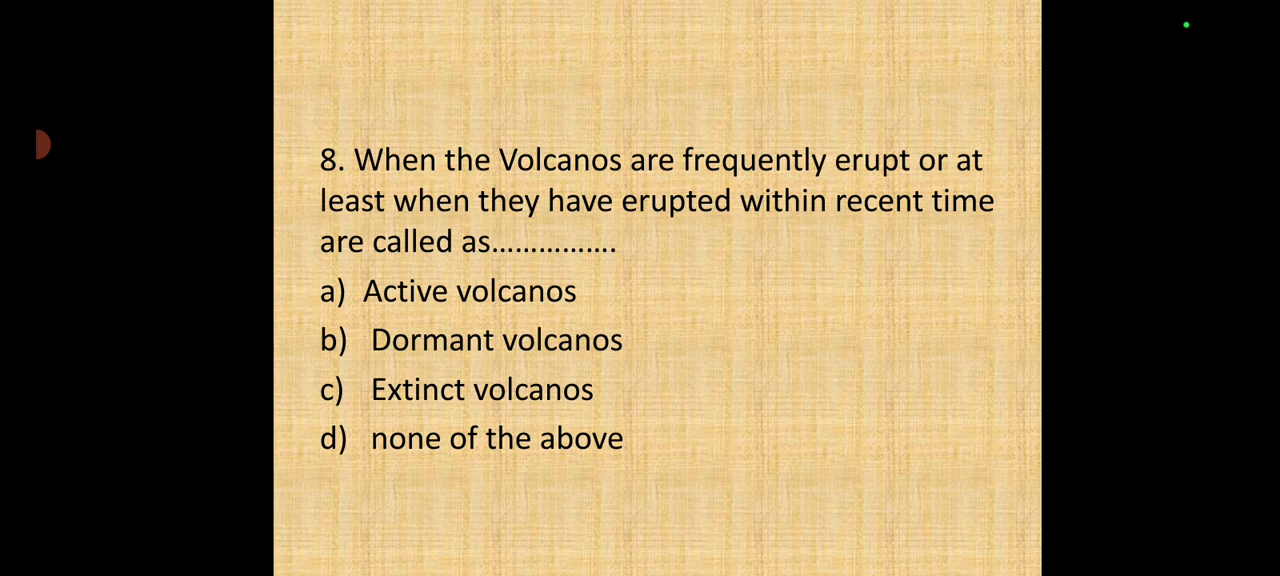 8. When the Volcanos are frequently erupt or at
least when they have erupted within recent time
are called as…………….
a) Active volcanos
b) Dormant volcanos
c) Extinct volcanos
d) none of the above